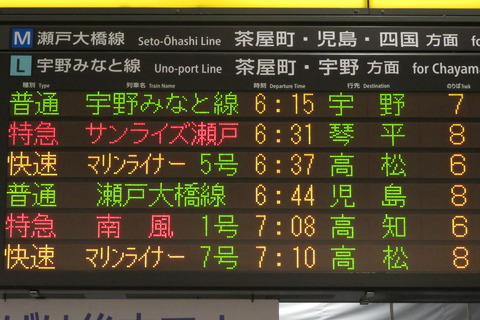 M 瀬戸大橋線 Seto-Ōhashi Line 茶屋町・児島・四国 方面 fo
L 宇野みなと線 Uno-port Line 茶屋町・宇野 方面 for Chayama
種別 Type 列車名 Train Name 時刻 Departure Time 行先 Destination のりば Track
普通 宇野みなと線 6:15 宇野 7
特急 サンライズ瀬戸 6:31 琴平 8
快速 マリンライナー 5号 6:37 高松 6
普通 瀬戸大橋線 6:44 児島 8
特急 南風 1号 7:08 高知 6
快速 マリンライナー 7号 7:10 高松 8